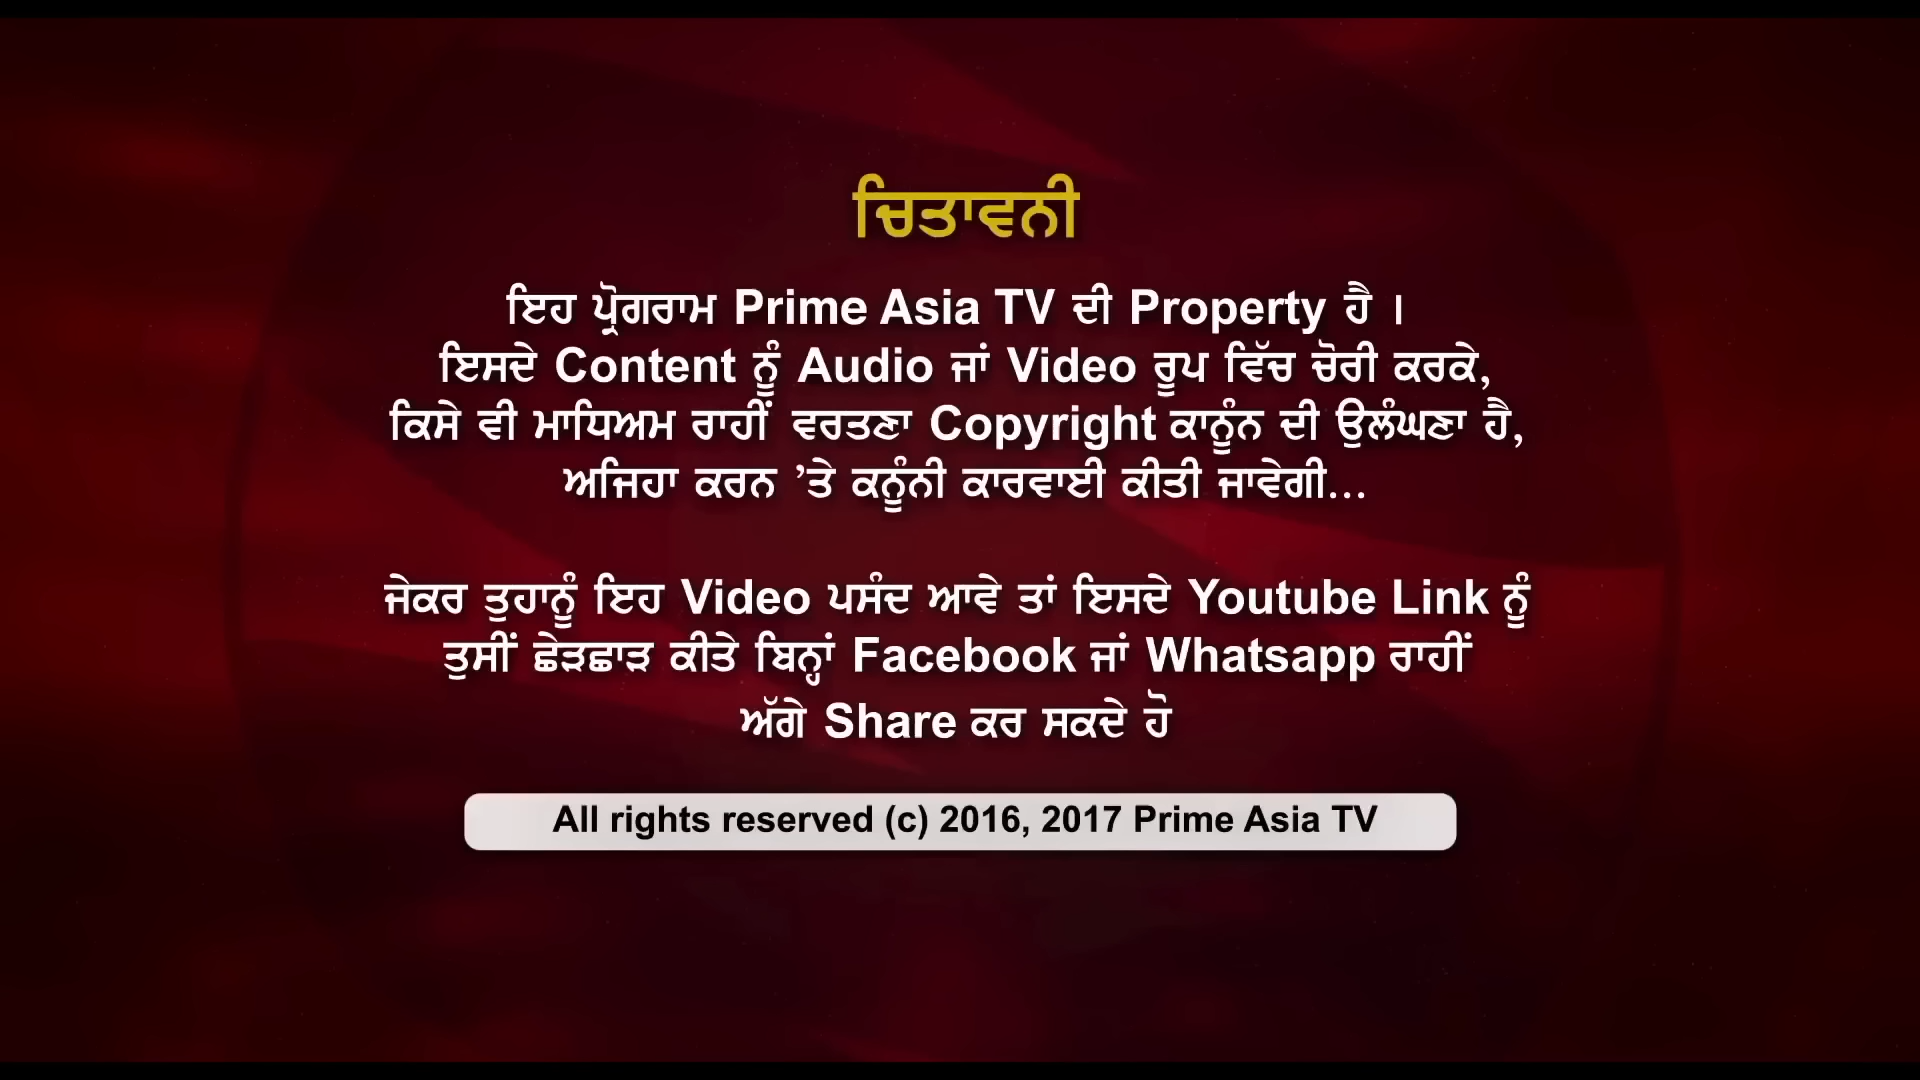 ਚਿਤਾਵਨੀ
ਇਹ ਪ੍ਰੋਗਰਾਮ Prime Asia TV ਦੀ Property ਹੈ ।
ਇਸਦੇ Content ਨੂੰ Audio ਜਾਂ Video ਰੂਪ ਵਿੱਚ ਚੋਰੀ ਕਰਕੇ,
ਕਿਸੇ ਵੀ ਮਾਧਿਅਮ ਰਾਹੀਂ ਵਰਤਣਾ Copyright ਕਾਨੂੰਨ ਦੀ ਉਲੰਘਣਾ ਹੈ,
ਅਜਿਹਾ ਕਰਨ ’ਤੇ ਕਨੂੰਨੀ ਕਾਰਵਾਈ ਕੀਤੀ ਜਾਵੇਗੀ...
ਜੇਕਰ ਤੁਹਾਨੂੰ ਇਹ Video ਪਸੰਦ ਆਵੇ ਤਾਂ ਇਸਦੇ Youtube Link ਨੂੰ
ਤੁਸੀਂ ਛੇੜਛਾੜ ਕੀਤੇ ਬਿਨ੍ਹਾਂ Facebook ਜਾਂ Whatsapp ਰਾਹੀਂ
ਅੱਗੇ Share ਕਰ ਸਕਦੇ ਹੋ
All rights reserved (c) 2016, 2017 Prime Asia TV